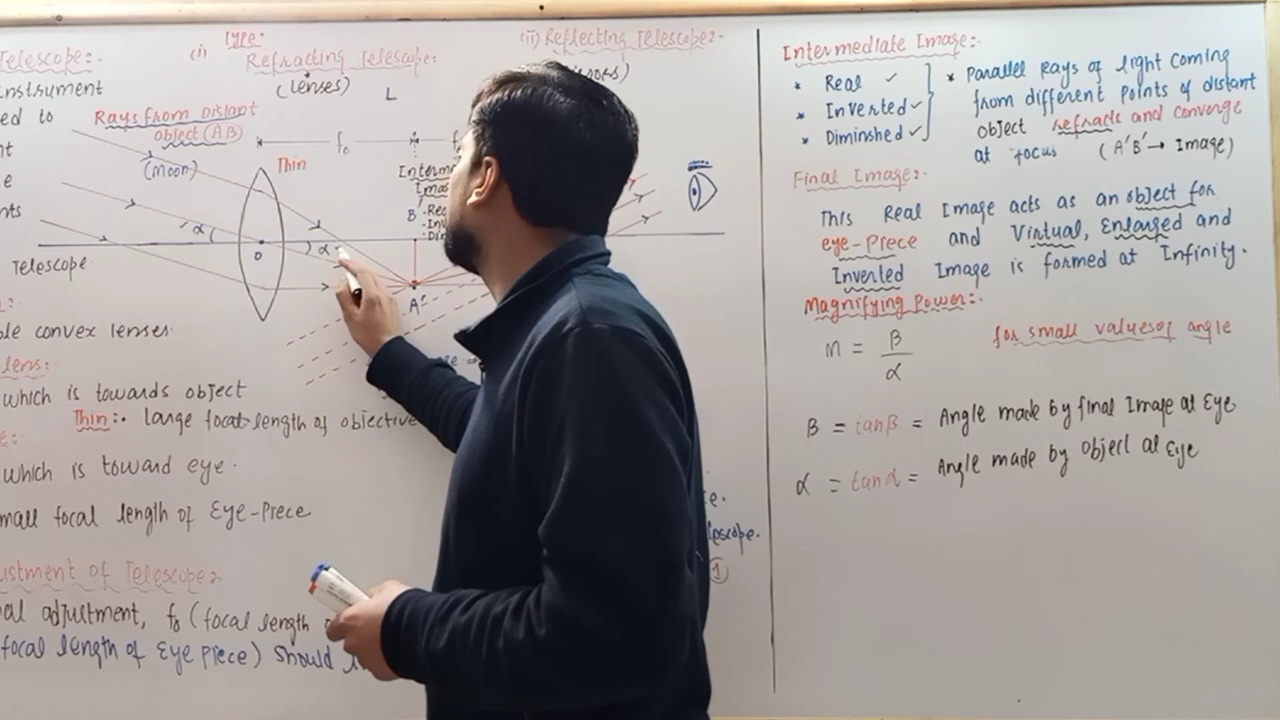 Telescope:-
instrument
ed to
nt
e
nts
Type:
(i)
Refracting Telescope:
(lenses)
(ii) Reflecting Telescope:-
L
Rays from Distant
object (AB)
(Moon)
Thin
fo
α
α
O
B'
A'
Telescope
ble convex lenses.
lens:
which is towards object
Thin:- large focal length of objective
e:
which is toward eye.
mall focal length of Eye-Piece
ustment of Telescope:
al adjustment, fo (focal length
focal length of Eye piece) should
e.
lescope.
①
Intermediate Image:-
* Real ✓
* Inverted ✓
* Diminshed ✓
* Parallel Rays of light coming
from different points of distant
object refracts and converge
at focus (A'B' → Image)
Final Image:-
This Real Image acts as an object for
eye-Piece and Virtual, Enlarged and
Inverted Image is formed at Infinity.
Magnifying Power:-
M = β / α
for small values of angle
β = tanβ = Angle made by final Image at Eye
α = tanα = Angle made by object at Eye